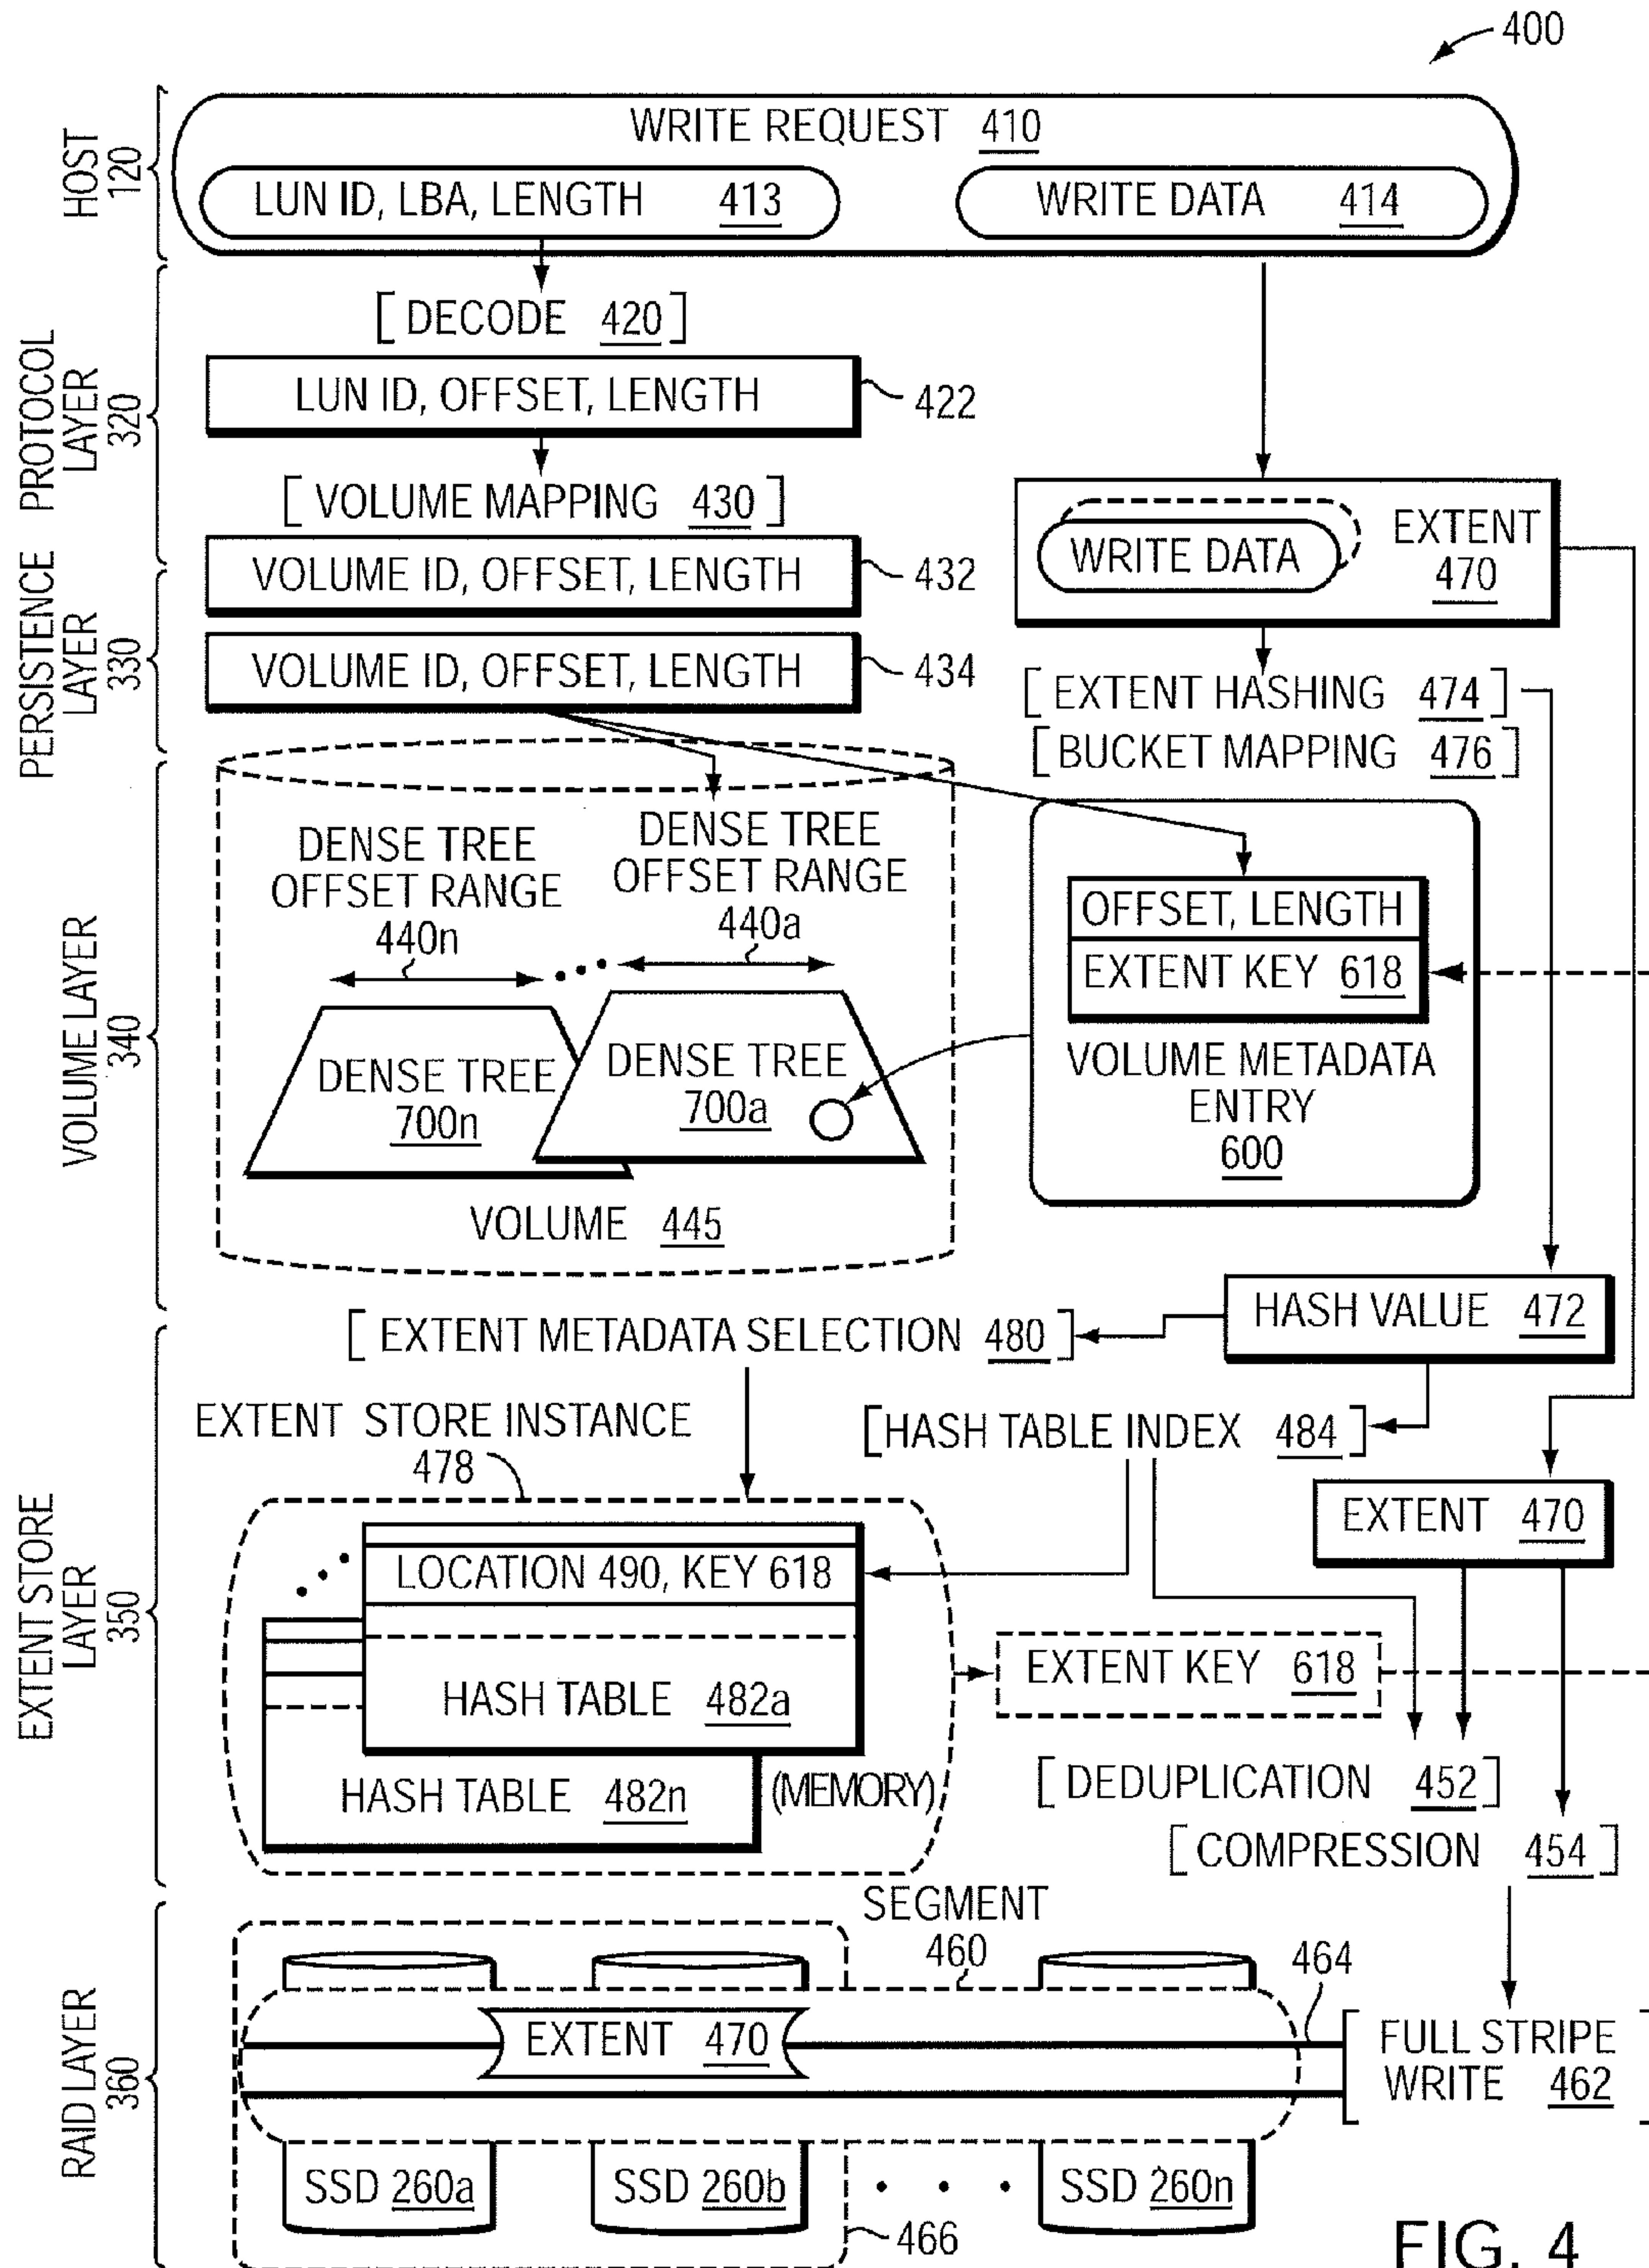 400
HOST
120
WRITE REQUEST 410
LUN ID, LBA, LENGTH 413
WRITE DATA 414
PROTOCOL
LAYER
320
[DECODE 420]
LUN ID, OFFSET, LENGTH
422
[VOLUME MAPPING 430]
VOLUME ID, OFFSET, LENGTH
432
WRITE DATA
EXTENT
470
PERSISTENCE
LAYER
330
VOLUME ID, OFFSET, LENGTH
434
[EXTENT HASHING 474]
[BUCKET MAPPING 476]
VOLUME LAYER
340
DENSE TREE
OFFSET RANGE
440n
DENSE TREE
OFFSET RANGE
440a
DENSE TREE
700n
DENSE TREE
700a
VOLUME 445
OFFSET, LENGTH
EXTENT KEY 618
VOLUME METADATA
ENTRY
600
HASH VALUE 472
EXTENT STORE
LAYER
350
[EXTENT METADATA SELECTION 480]
[HASH TABLE INDEX 484]
EXTENT STORE INSTANCE
478
EXTENT 470
LOCATION 490, KEY 618
HASH TABLE 482a
HASH TABLE 482n
(MEMORY)
EXTENT KEY 618
[DEDUPLICATION 452]
[COMPRESSION 454]
RAID LAYER
360
SEGMENT
460
464
EXTENT 470
[FULL STRIPE
WRITE 462]
SSD 260a
SSD 260b
SSD 260n
466
FIG. 4